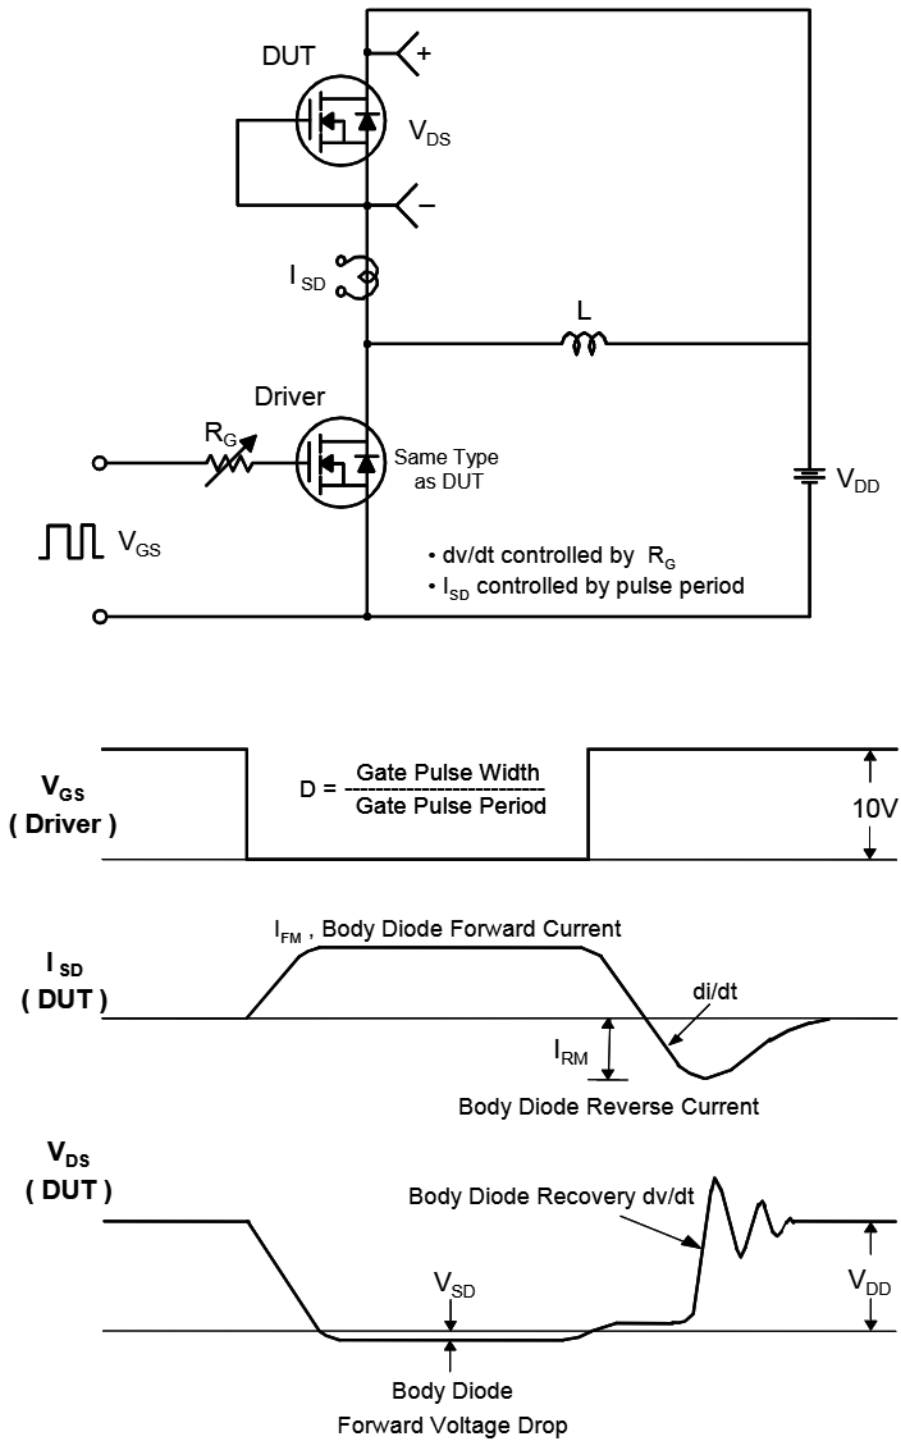 DUT
+
V_DS
–
I_SD
L
Driver
R_G
Same Type
as DUT
V_DD
V_GS
• dv/dt controlled by R_G
• I_SD controlled by pulse period
V_GS
( Driver )
D = Gate Pulse Width
Gate Pulse Period
10V
I_FM , Body Diode Forward Current
I_SD
( DUT )
di/dt
I_RM
Body Diode Reverse Current
V_DS
( DUT )
Body Diode Recovery dv/dt
V_SD
V_DD
Body Diode
Forward Voltage Drop